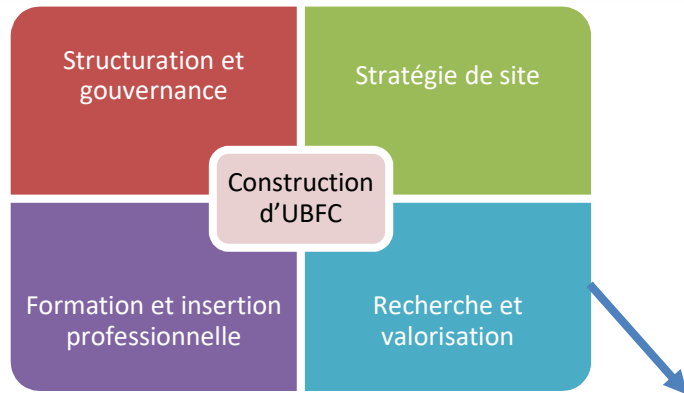 Structuration et
gouvernance
Stratégie de site
Construction
d’UBFC
Formation et insertion
professionnelle
Recherche et
valorisation